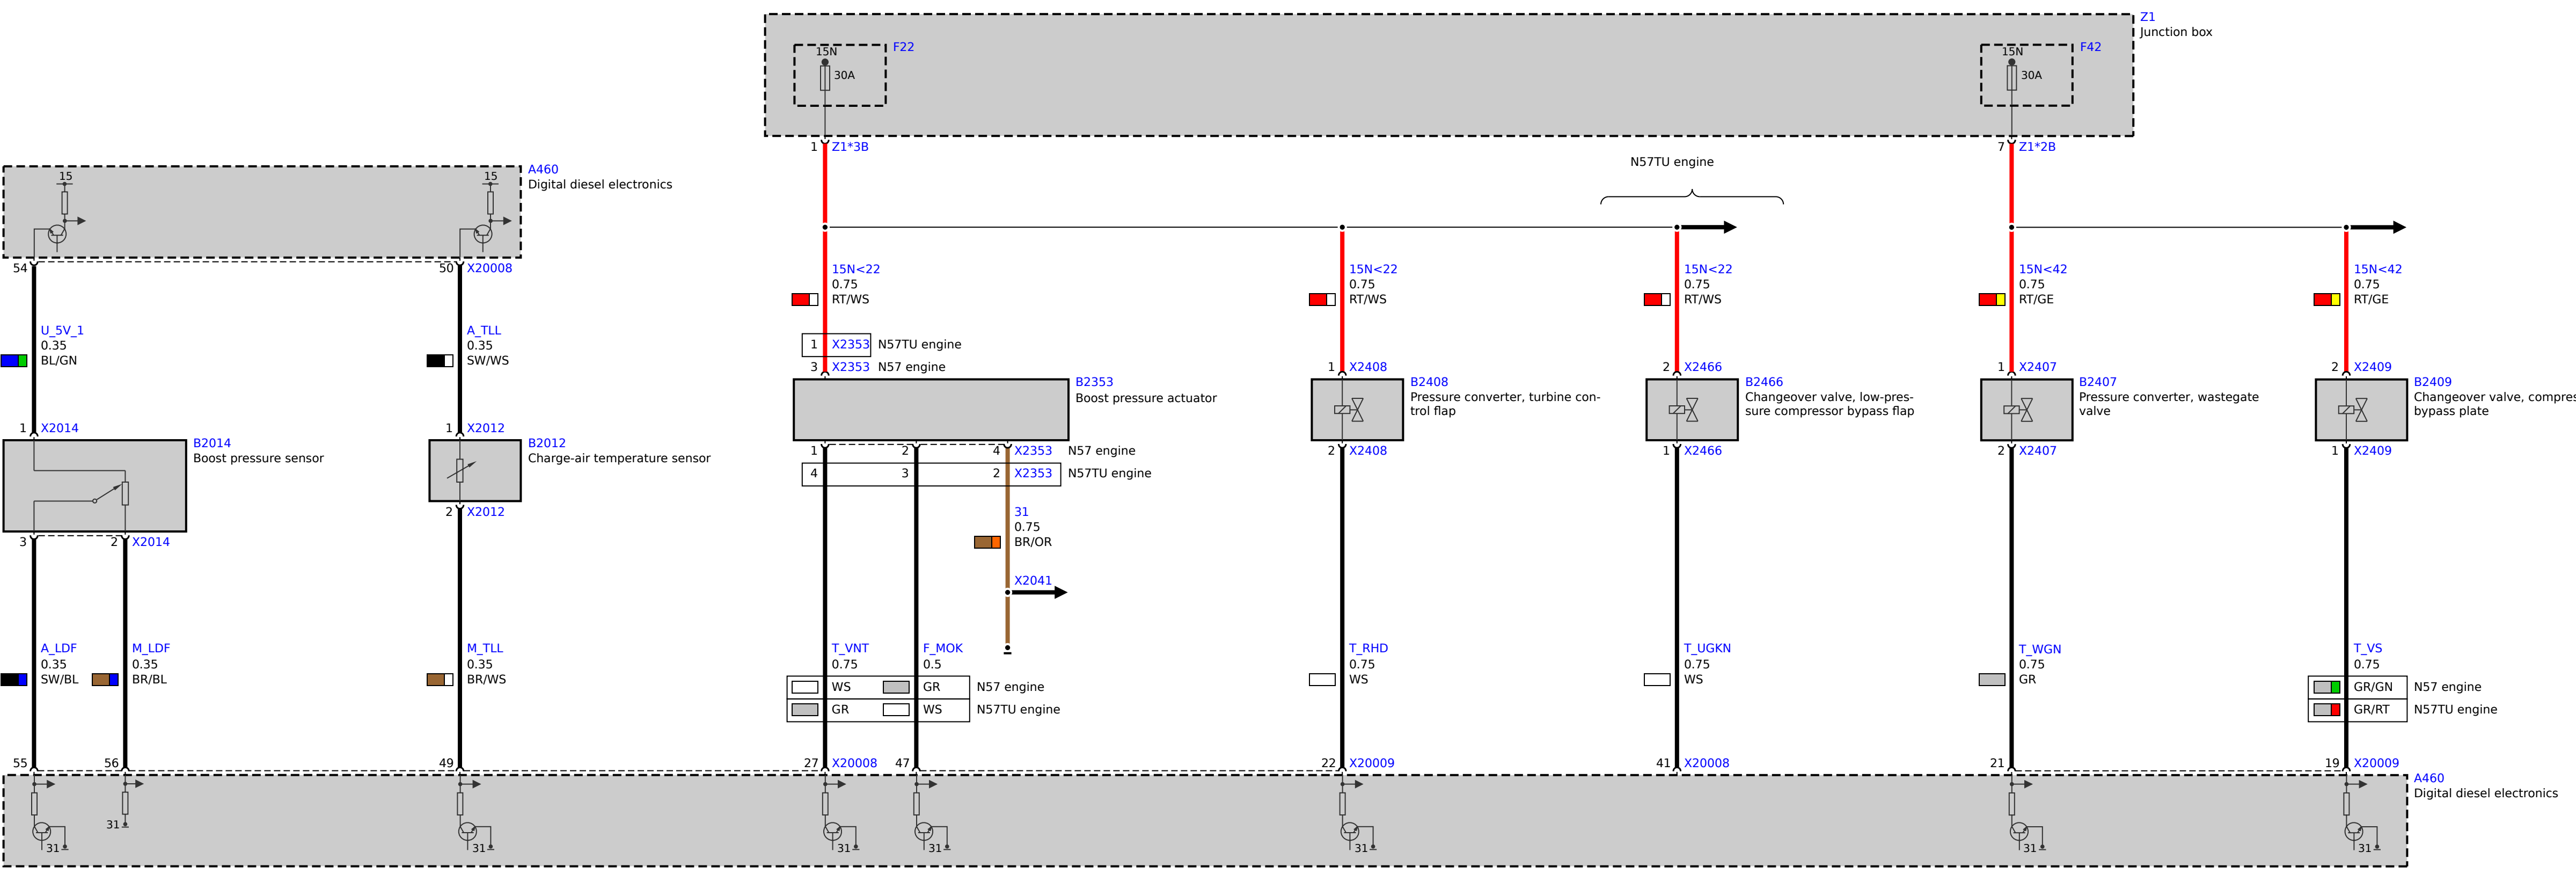 Z1
Junction box
15N
F22
30A
15N
F42
30A
1 Z1*3B
7 Z1*2B
N57TU engine
A460
Digital diesel electronics
15
15
54
50 X20008
U_5V_1
0.35
BL/GN
A_TLL
0.35
SW/WS
15N<22
0.75
RT/WS
15N<22
0.75
RT/WS
15N<22
0.75
RT/WS
15N<42
0.75
RT/GE
15N<42
0.75
RT/GE
1 X2353 N57TU engine
3 X2353 N57 engine
1 X2408
2 X2466
1 X2407
2 X2409
B2353
Boost pressure actuator
B2408
Pressure converter, turbine con-
trol flap
B2466
Changeover valve, low-pres-
sure compressor bypass flap
B2407
Pressure converter, wastegate
valve
B2409
Changeover valve, compres
bypass plate
1 X2014
1 X2012
B2014
Boost pressure sensor
B2012
Charge-air temperature sensor
1 2 4 X2353 N57 engine
4 3 2 X2353 N57TU engine
2 X2408
1 X2466
2 X2407
1 X2409
2 X2012
3 2 X2014
31
0.75
BR/OR
X2041
A_LDF
0.35
SW/BL
M_LDF
0.35
BR/BL
M_TLL
0.35
BR/WS
T_VNT
0.75
F_MOK
0.5
WS GR N57 engine
GR WS N57TU engine
T_RHD
0.75
WS
T_UGKN
0.75
WS
T_WGN
0.75
GR
T_VS
0.75
GR/GN N57 engine
GR/RT N57TU engine
55 56 49 27 X20008 47 22 X20009 41 X20008 21 19 X20009
A460
Digital diesel electronics
31
31 31 31 31 31 31 31